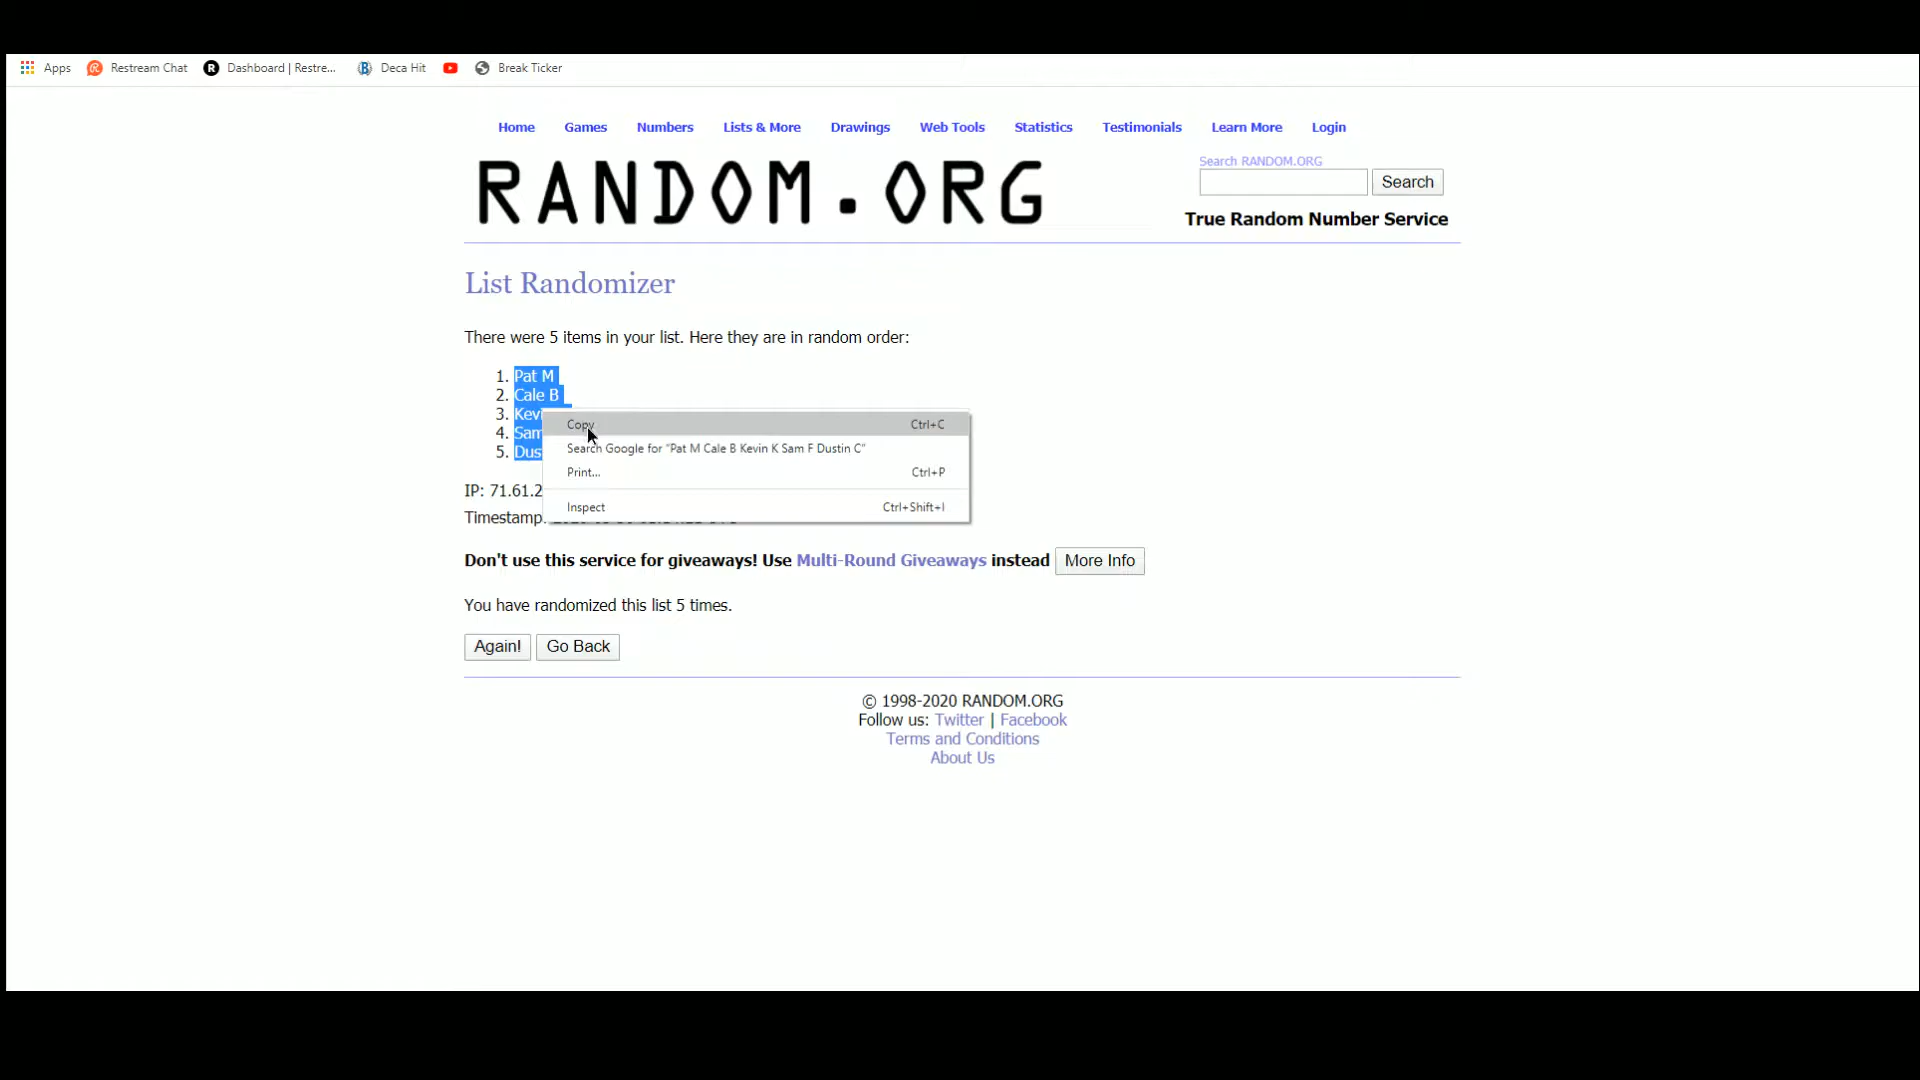 Apps Restream Chat Dashboard | Restre... Deca Hit Break Ticker
Home Games Numbers Lists & More Drawings Web Tools Statistics Testimonials Learn More Login
RANDOM.ORG
Search RANDOM.ORG
Search
True Random Number Service
List Randomizer
There were 5 items in your list. Here they are in random order:
1. Pat M
2. Cale B
3. Kev
4. Sam
5. Dus
Copy Ctrl+C
Search Google for "Pat M Cale B Kevin K Sam F Dustin C"
Print... Ctrl+P
Inspect Ctrl+Shift+I
IP: 71.61.2
Timestamp:
Don't use this service for giveaways! Use Multi-Round Giveaways instead More Info
You have randomized this list 5 times.
Again! Go Back
© 1998-2020 RANDOM.ORG
Follow us: Twitter | Facebook
Terms and Conditions
About Us